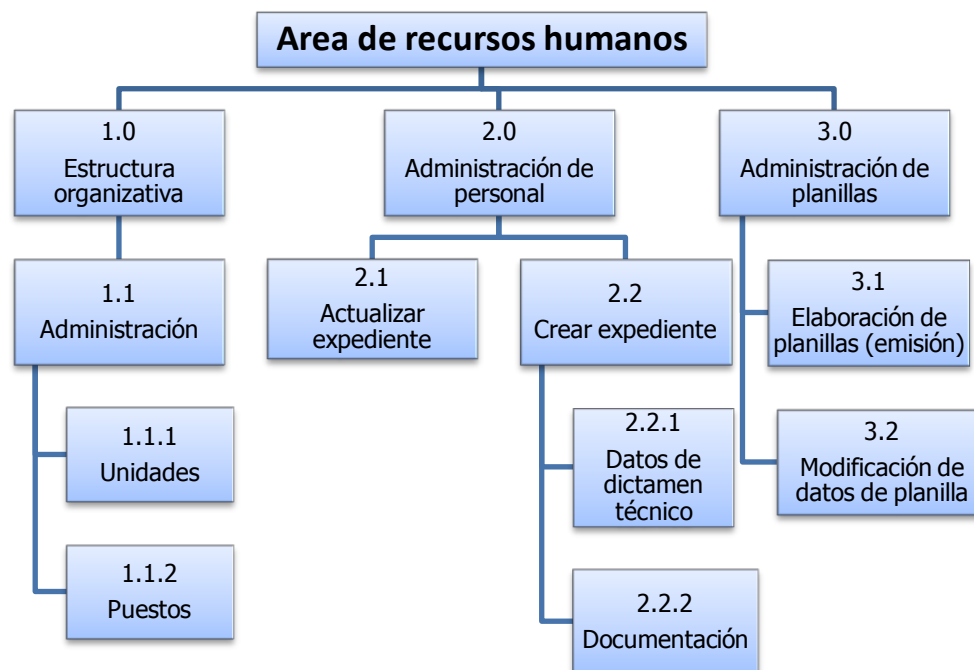 Area de recursos humanos
1.0
Estructura
organizativa
2.0
Administración de
personal
3.0
Administración de
planillas
1.1
Administración
2.1
Actualizar
expediente
2.2
Crear expediente
3.1
Elaboración de
planillas (emisión)
1.1.1
Unidades
2.2.1
Datos de
dictamen
técnico
3.2
Modificación de
datos de planilla
1.1.2
Puestos
2.2.2
Documentación